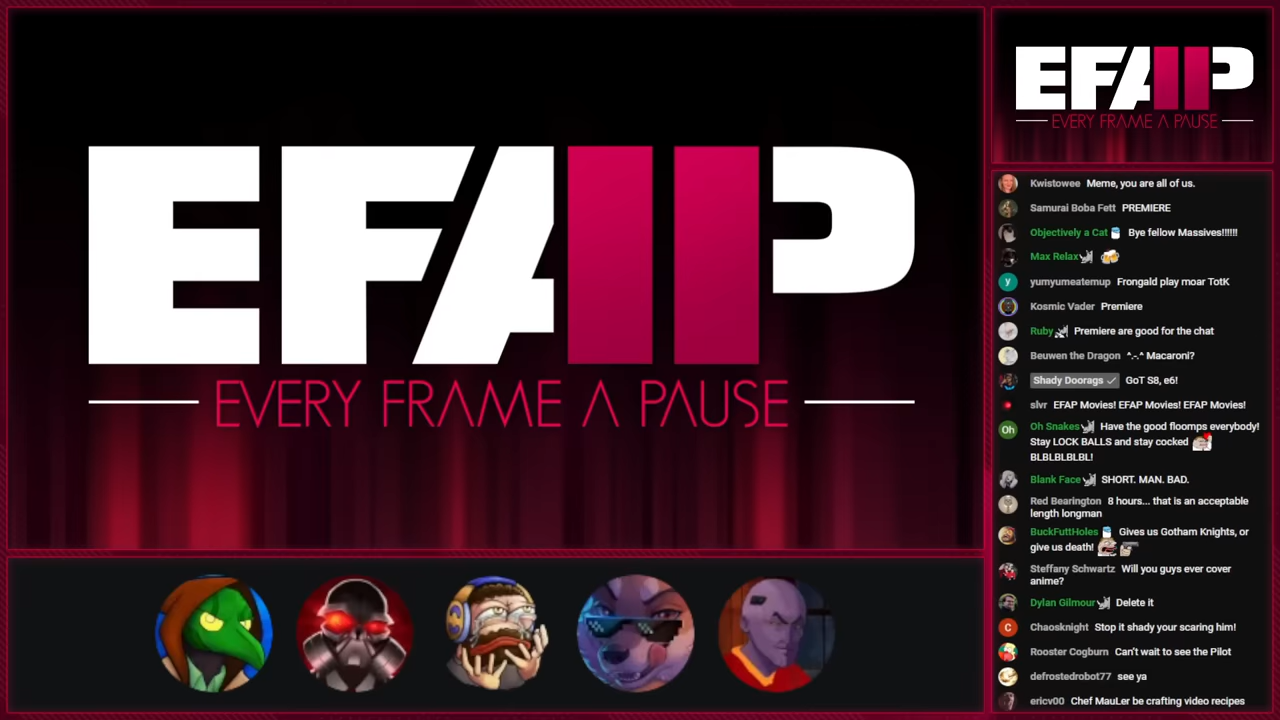 EFAP
EVERY FRAME A PAUSE
EFAP
EVERY FRAME A PAUSE
Kwistowee Meme, you are all of us.
Samurai Boba Fett PREMIERE
Objectively a Cat Bye fellow Massives!!!!!!
Max Relax
y yumyumeatemup Frongald play moar TotK
Kosmic Vader Premiere
Ruby Premiere are good for the chat
Beuwen the Dragon ^.-.^ Macaroni?
Shady Doorags GoT S8, e6!
slvr EFAP Movies! EFAP Movies! EFAP Movies!
Oh Oh Snakes Have the good floomps everybody!
Stay LOCK BALLS and stay cocked
BLBLBLBLBL!
Blank Face SHORT. MAN. BAD.
Red Bearington 8 hours... that is an acceptable
length longman
BuckFuttHoles Gives us Gotham Knights, or
give us death!
Steffany Schwartz Will you guys ever cover
anime?
Dylan Gilmour Delete it
C Chaosknight Stop it shady your scaring him!
Rooster Cogburn Can't wait to see the Pilot
defrostedrobot77 see ya
ericv00 Chef MauLer be crafting video recipes